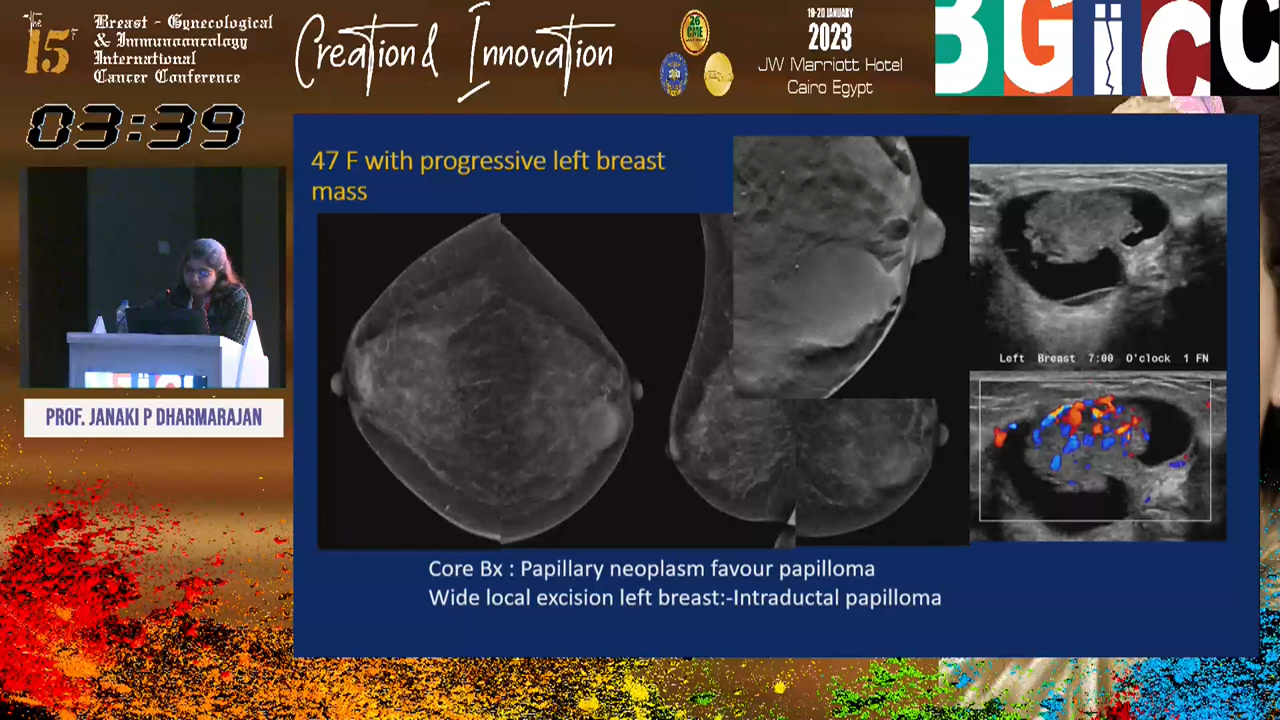 The
15th
Breast - Gynecological
& Immunooncology
International
Cancer Conference
Creation & Innovation
18-20 JANUARY
2023
JW Marriott Hotel
Cairo Egypt
BGiCC
03:39
47 F with progressive left breast
mass
Left Breast 7:00 O'clock 1 FN
PROF. JANAKI P DHARMARAJAN
Core Bx : Papillary neoplasm favour papilloma
Wide local excision left breast:-Intraductal papilloma